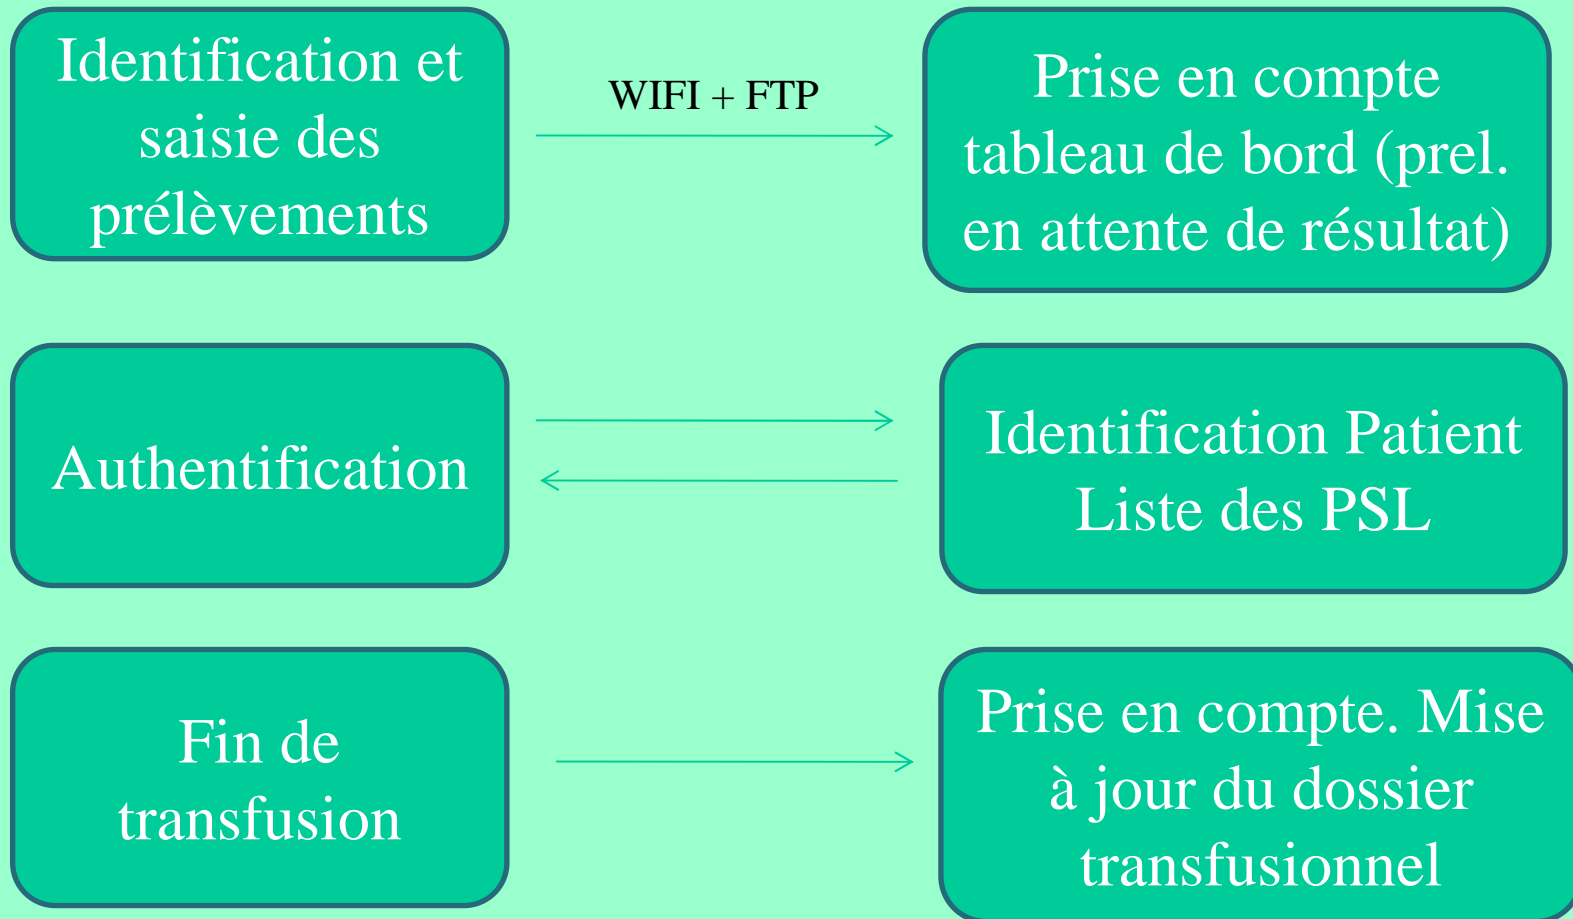 Identification et
saisie des
prélèvements
WIFI + FTP
Prise en compte
tableau de bord (prel.
en attente de résultat)
Authentification
Identification Patient
Liste des PSL
Fin de
transfusion
Prise en compte. Mise
à jour du dossier
transfusionnel